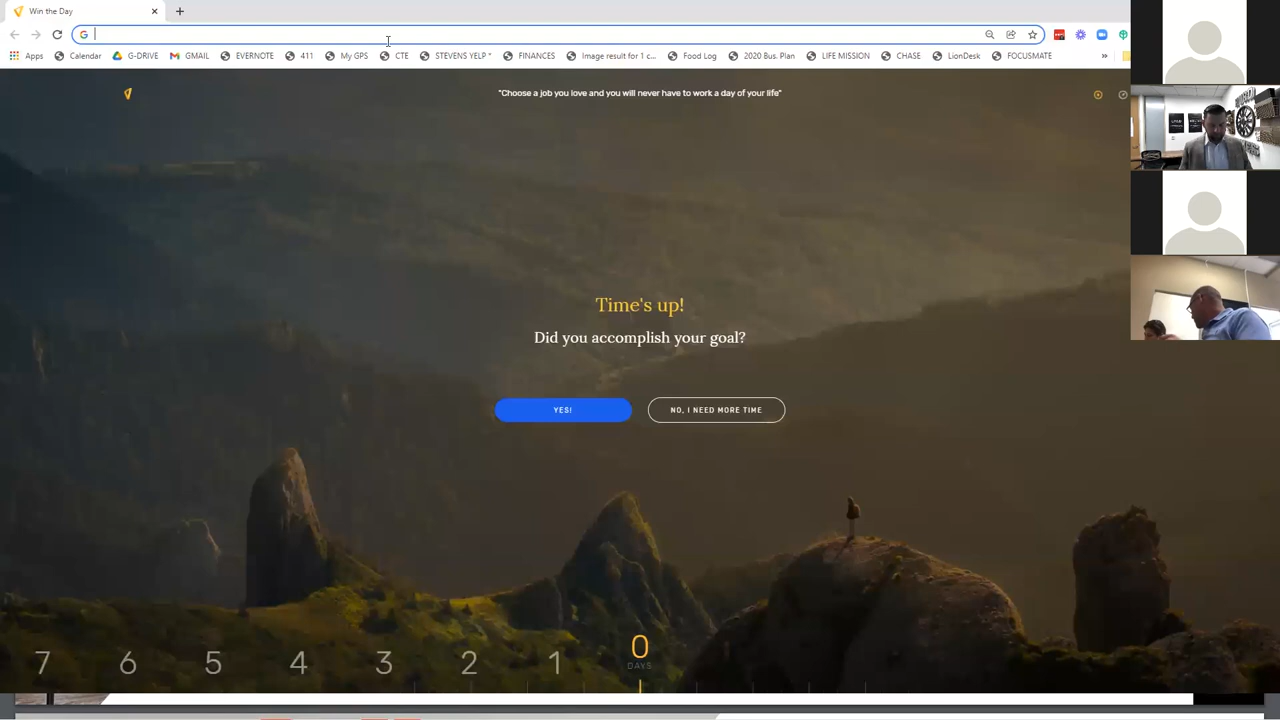 Win the Day
Apps Calendar G-DRIVE GMAIL EVERNOTE 411 My GPS CTE STEVENS YELP * FINANCES Image result for 1 c... Food Log 2020 Bus. Plan LIFE MISSION CHASE LionDesk FOCUSMATE »
"Choose a job you love and you will never have to work a day of your life"
Time's up!
Did you accomplish your goal?
YES! NO, I NEED MORE TIME
7 6 5 4 3 2 1 0
DAYS